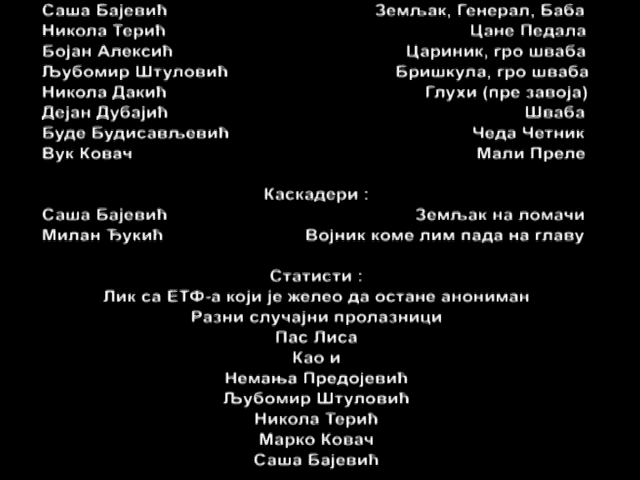 Саша Бајевић Земљак, Генерал, Баба
Никола Терић Цане Педала
Бојан Алексић Цариник, гро шваба
Љубомир Штуловић Бришкула, гро шваба
Никола Дакић Глухи (пре завоја)
Дејан Дубајић Шваба
Буде Будисављевић Чеда Четник
Вук Ковач Мали Преле
Каскадери :
Саша Бајевић Земљак на ломачи
Милан Ђукић Војник коме лим пада на главу
Статисти :
Лик са ЕТФ-а који је желео да остане анониман
Разни случајни пролазници
Пас Лиса
Као и
Немања Предојевић
Љубомир Штуловић
Никола Терић
Марко Ковач
Саша Бајевић